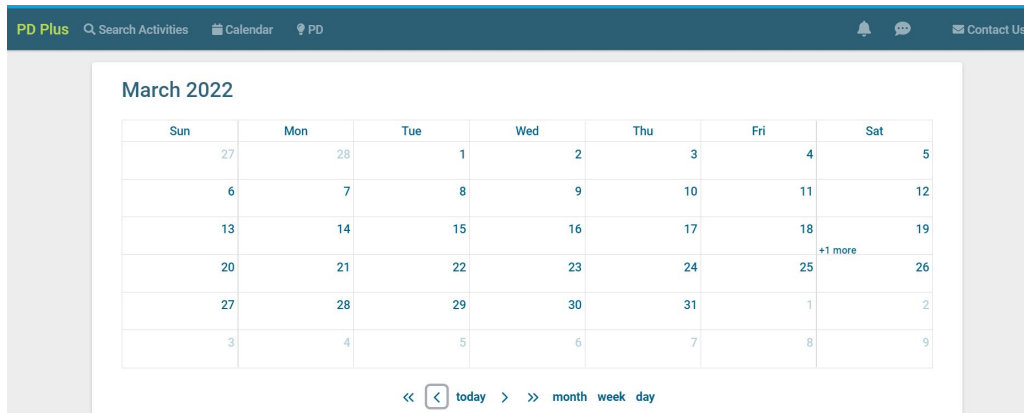 PD Plus Search Activities Calendar PD Contact Us
March 2022
Sun Mon Tue Wed Thu Fri Sat
27 28 1 2 3 4 5
6 7 8 9 10 11 12
13 14 15 16 17 18 19
+1 more
20 21 22 23 24 25 26
27 28 29 30 31 1 2
3 4 5 6 7 8 9
today month week day